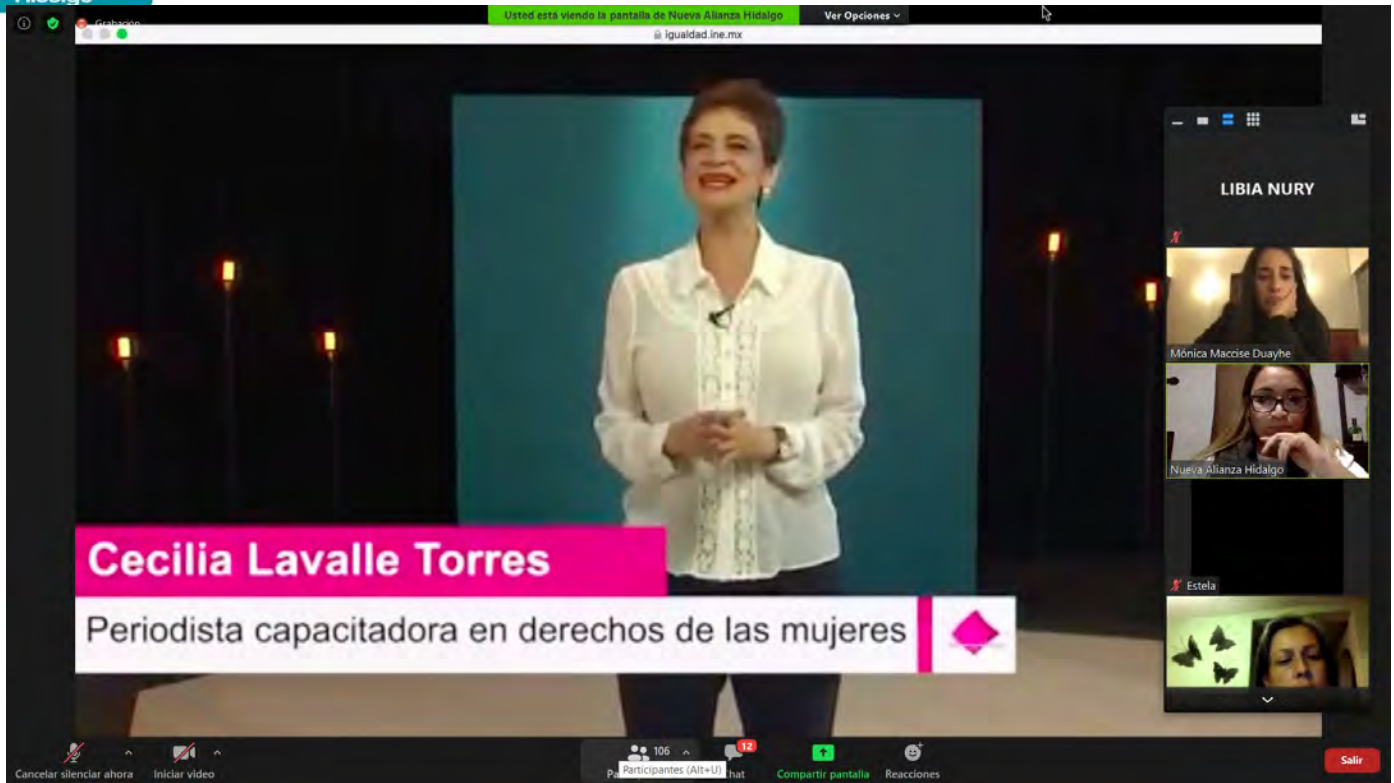 Grabación
Usted está viendo la pantalla de Nueva Alianza Hidalgo
Ver Opciones
igualdad.ine.mx
LIBIA NURY
Mónica Maccise Duayhe
Nueva Alianza Hidalgo
Estela
Cecilia Lavalle Torres
Periodista capacitadora en derechos de las mujeres
106
12
Participantes (Alt+U)
Cancelar silenciar ahora
Iniciar video
Compartir pantalla
Reacciones
Salir